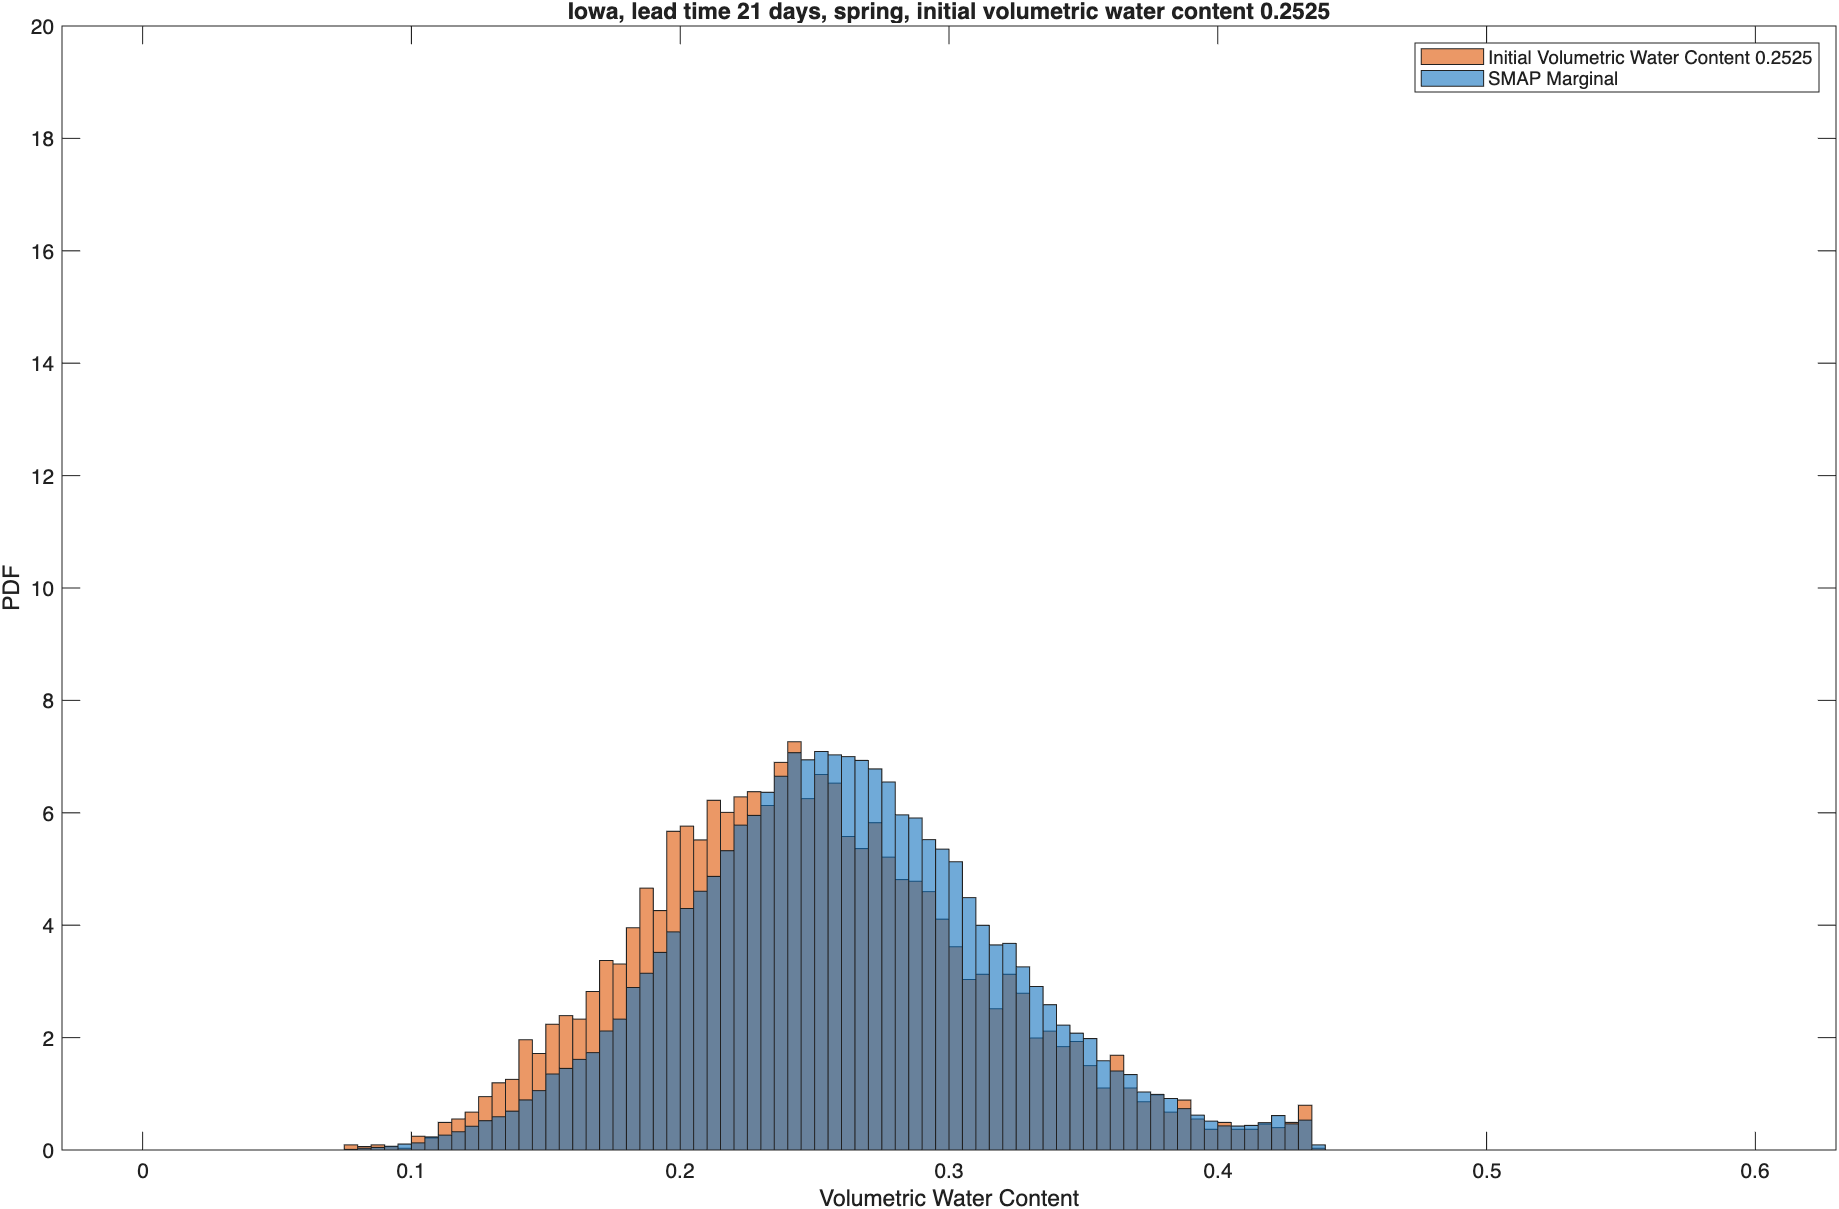 Iowa, lead time 21 days, spring, initial volumetric water content 0.2525
20
18
16
14
12
10
8
6
4
2
0
PDF
Initial Volumetric Water Content 0.2525
SMAP Marginal
0 0.1 0.2 0.3 0.4 0.5 0.6
Volumetric Water Content